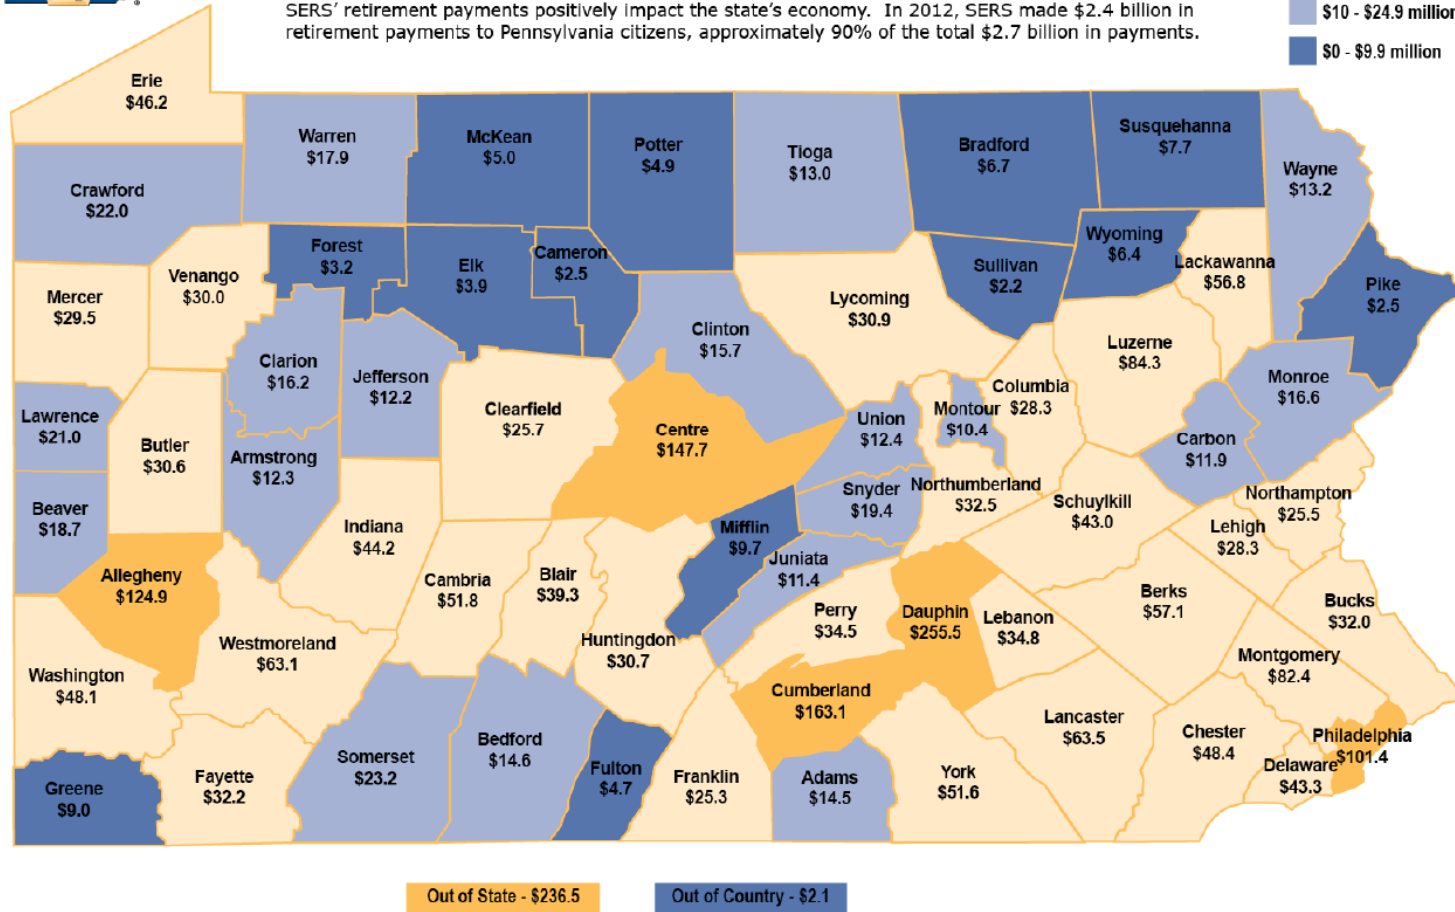 SERS’ retirement payments positively impact the state’s economy.  In 2012, SERS made $2.4 billion in
retirement payments to Pennsylvania citizens, approximately 90% of the total $2.7 billion in payments.
$10 - $24.9 million
$0 - $9.9 million
Erie
$46.2
Warren
$17.9
McKean
$5.0
Potter
$4.9
Tioga
$13.0
Bradford
$6.7
Susquehanna
$7.7
Wayne
$13.2
Crawford
$22.0
Forest
$3.2
Elk
$3.9
Cameron
$2.5
Sullivan
$2.2
Wyoming
$6.4
Lackawanna
$56.8
Pike
$2.5
Mercer
$29.5
Venango
$30.0
Clarion
$16.2
Jefferson
$12.2
Clinton
$15.7
Lycoming
$30.9
Luzerne
$84.3
Monroe
$16.6
Lawrence
$21.0
Butler
$30.6
Armstrong
$12.3
Clearfield
$25.7
Centre
$147.7
Union
$12.4
Montour
$10.4
Columbia
$28.3
Carbon
$11.9
Beaver
$18.7
Indiana
$44.2
Snyder
$19.4
Northumberland
$32.5
Schuylkill
$43.0
Northampton
$25.5
Lehigh
$28.3
Allegheny
$124.9
Cambria
$51.8
Blair
$39.3
Mifflin
$9.7
Juniata
$11.4
Perry
$34.5
Dauphin
$255.5
Lebanon
$34.8
Berks
$57.1
Bucks
$32.0
Washington
$48.1
Westmoreland
$63.1
Huntingdon
$30.7
Cumberland
$163.1
Montgomery
$82.4
Greene
$9.0
Fayette
$32.2
Somerset
$23.2
Bedford
$14.6
Fulton
$4.7
Franklin
$25.3
Adams
$14.5
York
$51.6
Lancaster
$63.5
Chester
$48.4
Delaware
$43.3
Philadelphia
$101.4
Out of State - $236.5
Out of Country - $2.1